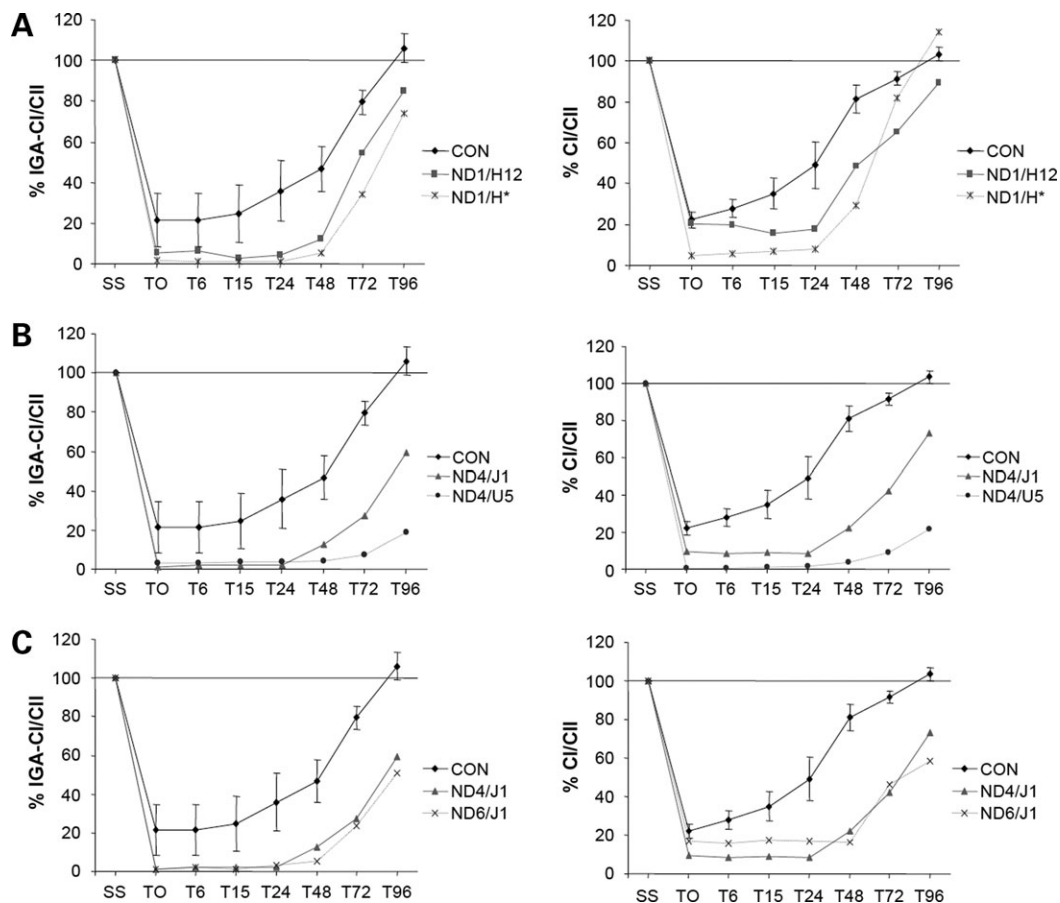 A
120
100
80
60
40
20
0
% IGA-CI/CII
SS TO T6 T15 T24 T48 T72 T96
CON
ND1/H12
ND1/H*
120
100
80
60
40
20
0
% CI/CII
SS TO T6 T15 T24 T48 T72 T96
CON
ND1/H12
ND1/H*
B
120
100
80
60
40
20
0
% IGA-CI/CII
SS TO T6 T15 T24 T48 T72 T96
CON
ND4/J1
ND4/U5
120
100
80
60
40
20
0
% CI/CII
SS TO T6 T15 T24 T48 T72 T96
CON
ND4/J1
ND4/U5
C
120
100
80
60
40
20
0
% IGA-CI/CII
SS TO T6 T15 T24 T48 T72 T96
CON
ND4/J1
ND6/J1
120
100
80
60
40
20
0
% CI/CII
SS TO T6 T15 T24 T48 T72 T96
CON
ND4/J1
ND6/J1